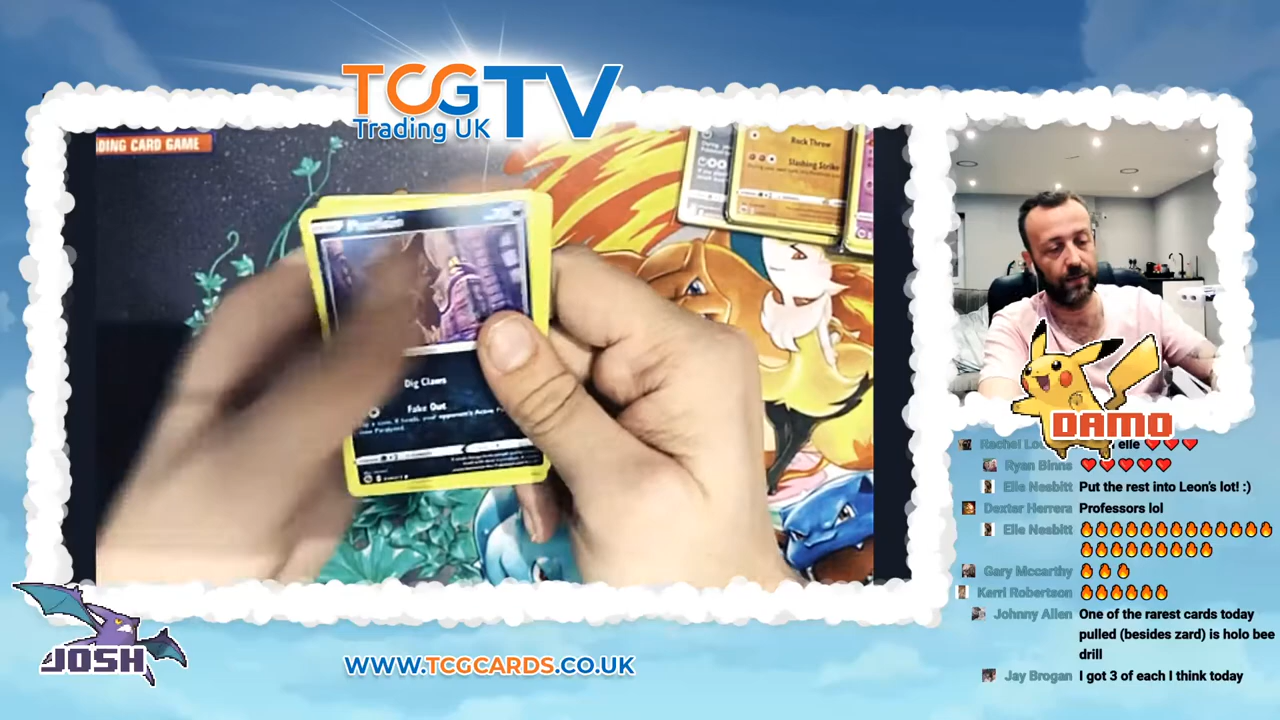 TCG TV
Trading UK
DING CARD GAME
Rock Throw
Slashing Strike
Dig Claws
Fake Out
DAMO
elle ❤❤❤
Ryan Binns ❤❤❤❤❤
Elle Nesbitt Put the rest into Leon's lot! :)
Dexter Herrera Professors lol
Elle Nesbitt 🔥🔥🔥🔥🔥🔥🔥🔥🔥🔥🔥🔥🔥
🔥🔥🔥🔥🔥🔥🔥🔥🔥
Gary Mccarthy 🔥🔥🔥
Kerri Robertson 🔥🔥🔥🔥🔥🔥
Johnny Allen One of the rarest cards today
pulled (besides zard) is holo bee
drill
Jay Brogan I got 3 of each I think today
JOSH
WWW.TCGCARDS.CO.UK